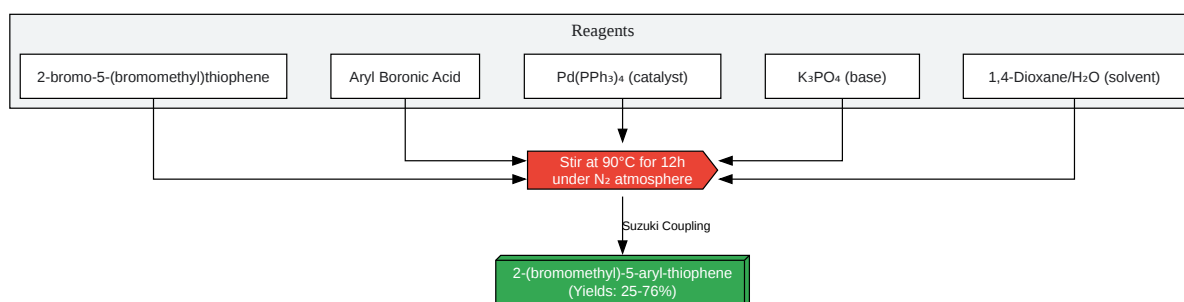 Reagents
2-bromo-5-(bromomethyl)thiophene
Aryl Boronic Acid
Pd(PPh₃)₄ (catalyst)
K₃PO₄ (base)
1,4-Dioxane/H₂O (solvent)
Stir at 90°C for 12h
under N₂ atmosphere
Suzuki Coupling
2-(bromomethyl)-5-aryl-thiophene
(Yields: 25-76%)